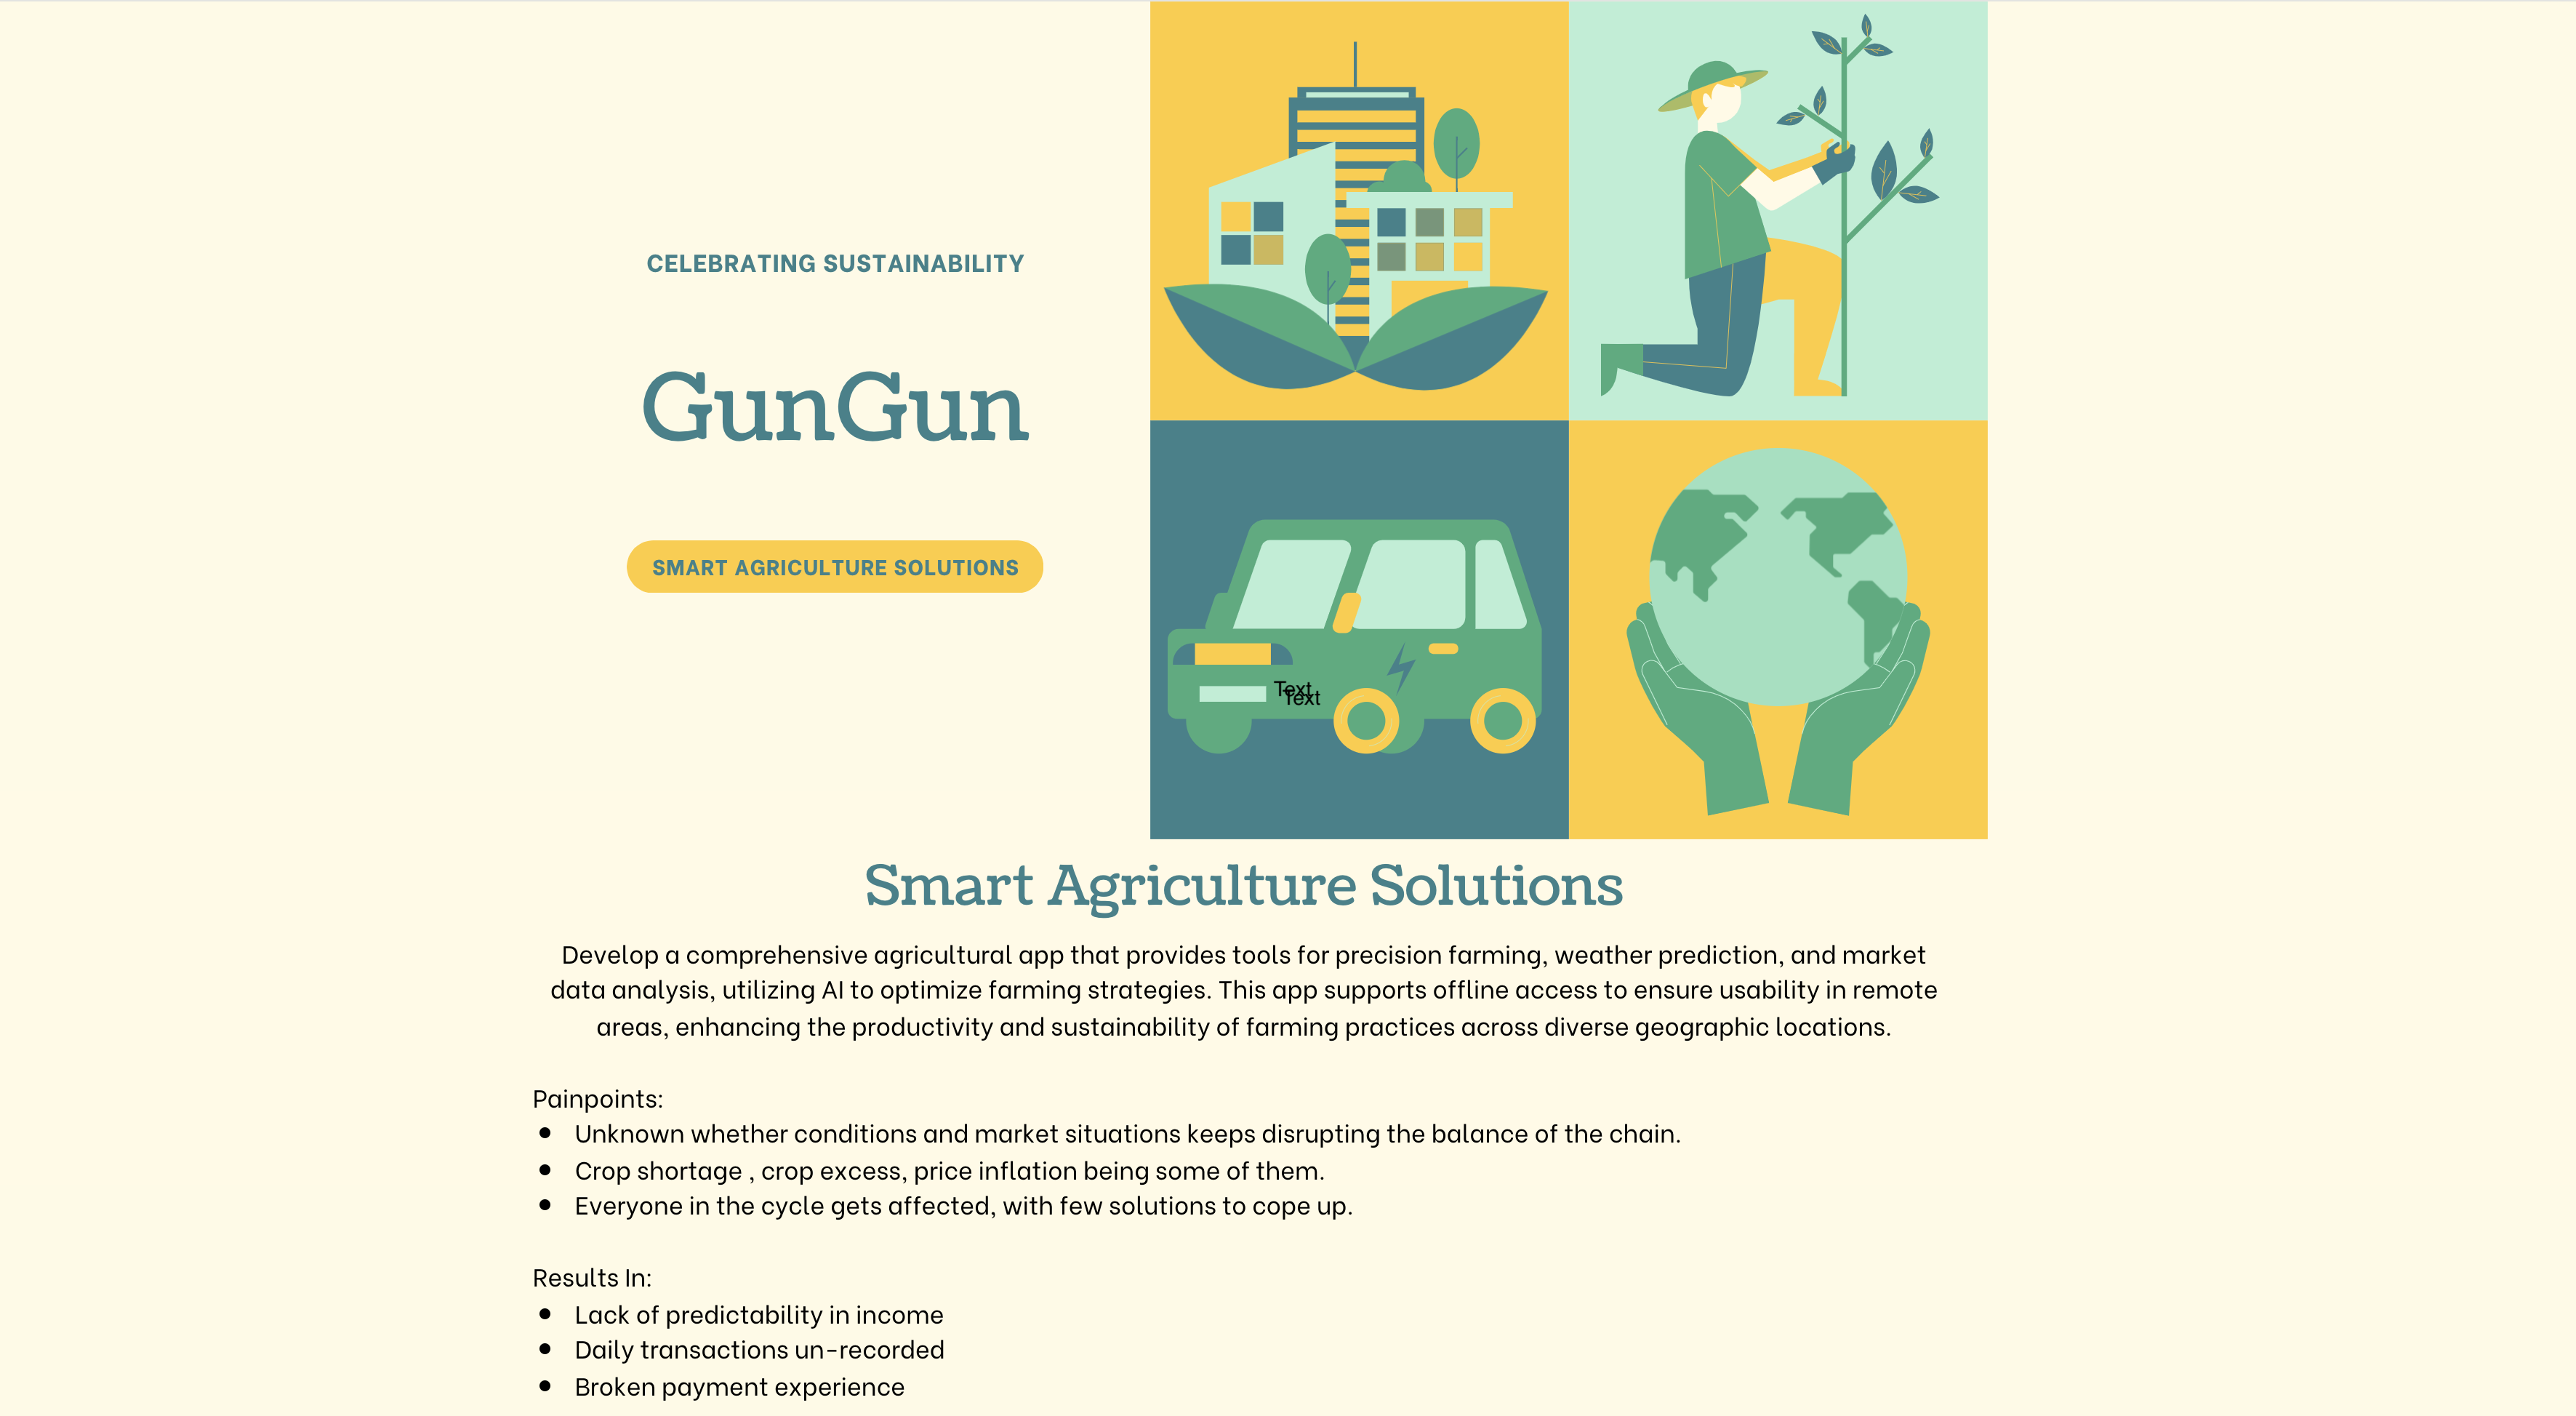 CELEBRATING SUSTAINABILITY
GunGun
SMART AGRICULTURE SOLUTIONS
Text
Text
Smart Agriculture Solutions
Develop a comprehensive agricultural app that provides tools for precision farming, weather prediction, and market
data analysis, utilizing AI to optimize farming strategies. This app supports offline access to ensure usability in remote
areas, enhancing the productivity and sustainability of farming practices across diverse geographic locations.
Painpoints:
● Unknown whether conditions and market situations keeps disrupting the balance of the chain.
● Crop shortage , crop excess, price inflation being some of them.
● Everyone in the cycle gets affected, with few solutions to cope up.
Results In:
● Lack of predictability in income
● Daily transactions un-recorded
● Broken payment experience